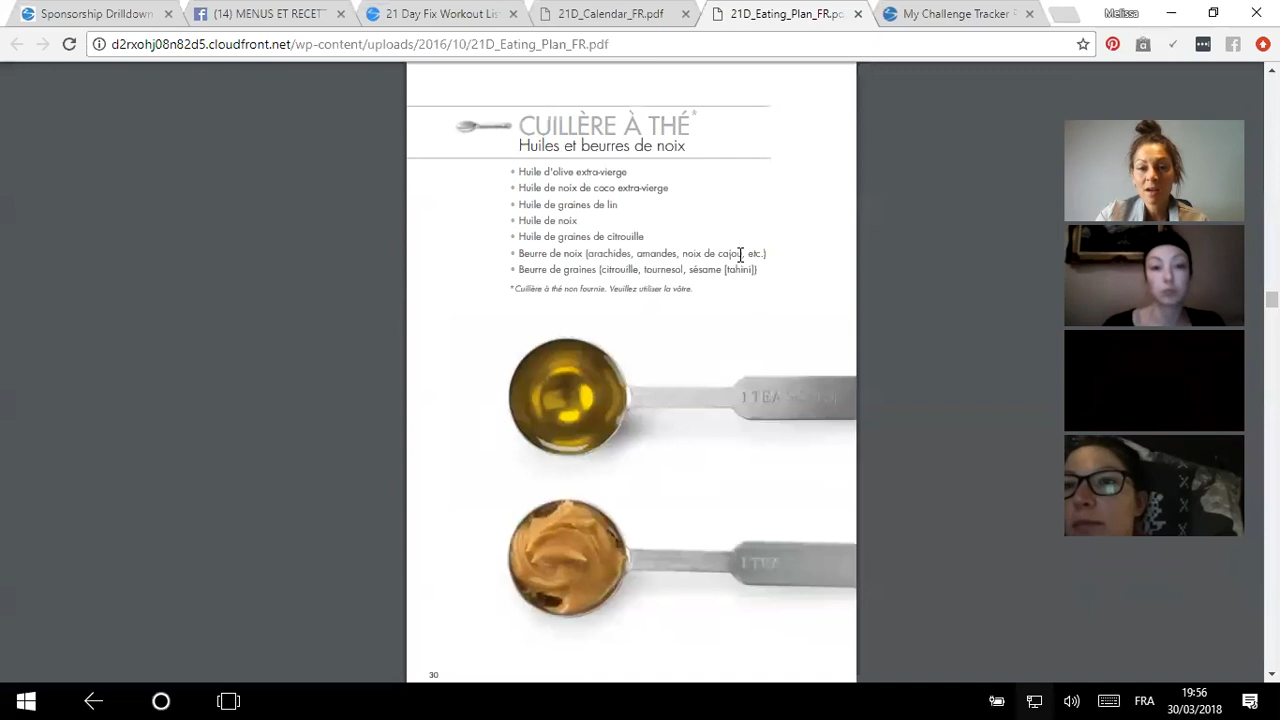 Sponsorship Drilldown
(14) MENUS ET RECET
21 Day Fix Workout Lis
21D_Calendar_FR.pdf
21D_Eating_Plan_FR.p
My Challenge Tracker
Melissa
d2rxohj08n82d5.cloudfront.net/wp-content/uploads/2016/10/21D_Eating_Plan_FR.pdf
CUILLÈRE À THÉ*
Huiles et beurres de noix
• Huile d'olive extra-vierge
• Huile de noix de coco extra-vierge
• Huile de graines de lin
• Huile de noix
• Huile de graines de citrouille
• Beurre de noix (arachides, amandes, noix de cajou, etc.)
• Beurre de graines (citrouille, tournesol, sésame [tahini])
*Cuillère à thé non fournie. Veuillez utiliser la vôtre.
1 TEA
1 TEA
30
FRA
19:56
30/03/2018